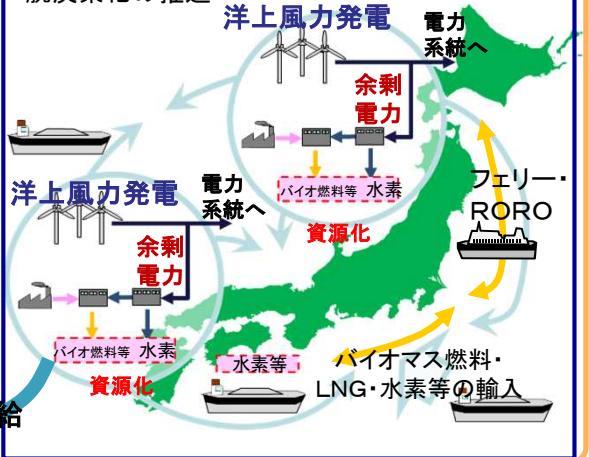 洋上風力発電
電力
系統へ
余剰
電力
バイオ燃料等 水素
資源化
フェリー・
RORO
洋上風力発電
電力
系統へ
余剰
電力
バイオ燃料等 水素
資源化
水素等
バイオマス燃料・
LNG・水素等の輸入
給